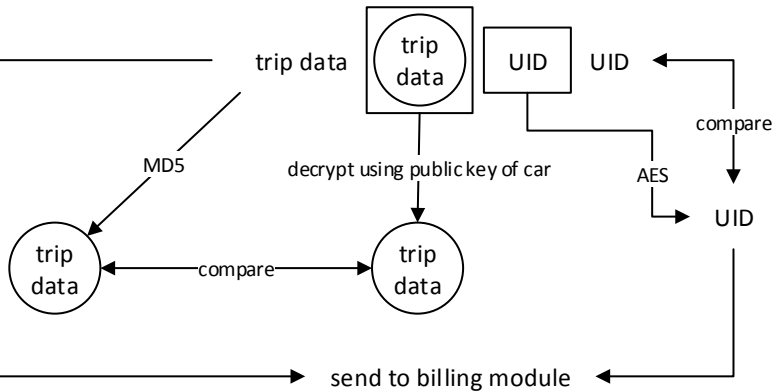 trip data
trip
data
UID
UID
compare
MD5
decrypt using public key of car
AES
UID
trip
data
compare
trip
data
send to billing module